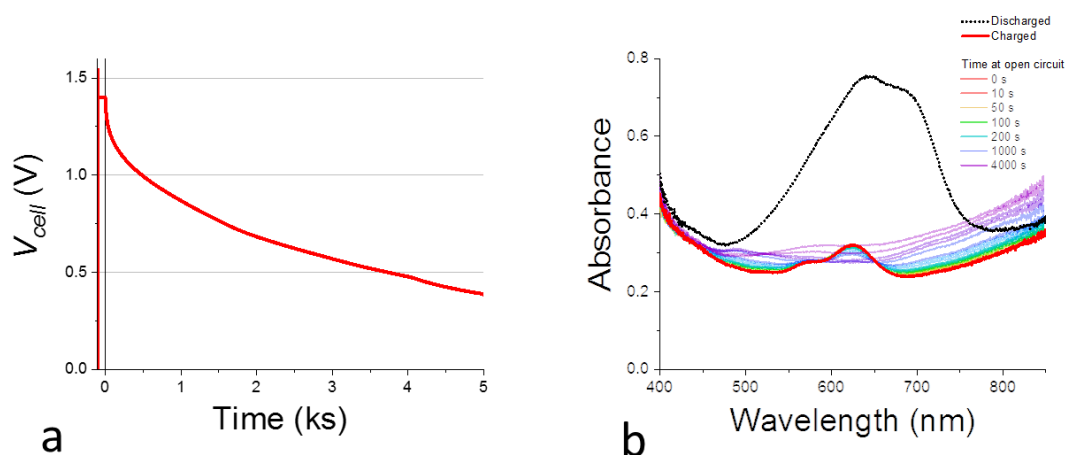 1.5
1.0
0.5
0.0
V_cell (V)
0 1 2 3 4 5
Time (ks)
a
Discharged
Charged
Time at open circuit
0 s
10 s
50 s
100 s
200 s
1000 s
4000 s
0.8
0.6
0.4
0.2
0.0
Absorbance
400 500 600 700 800
Wavelength (nm)
b